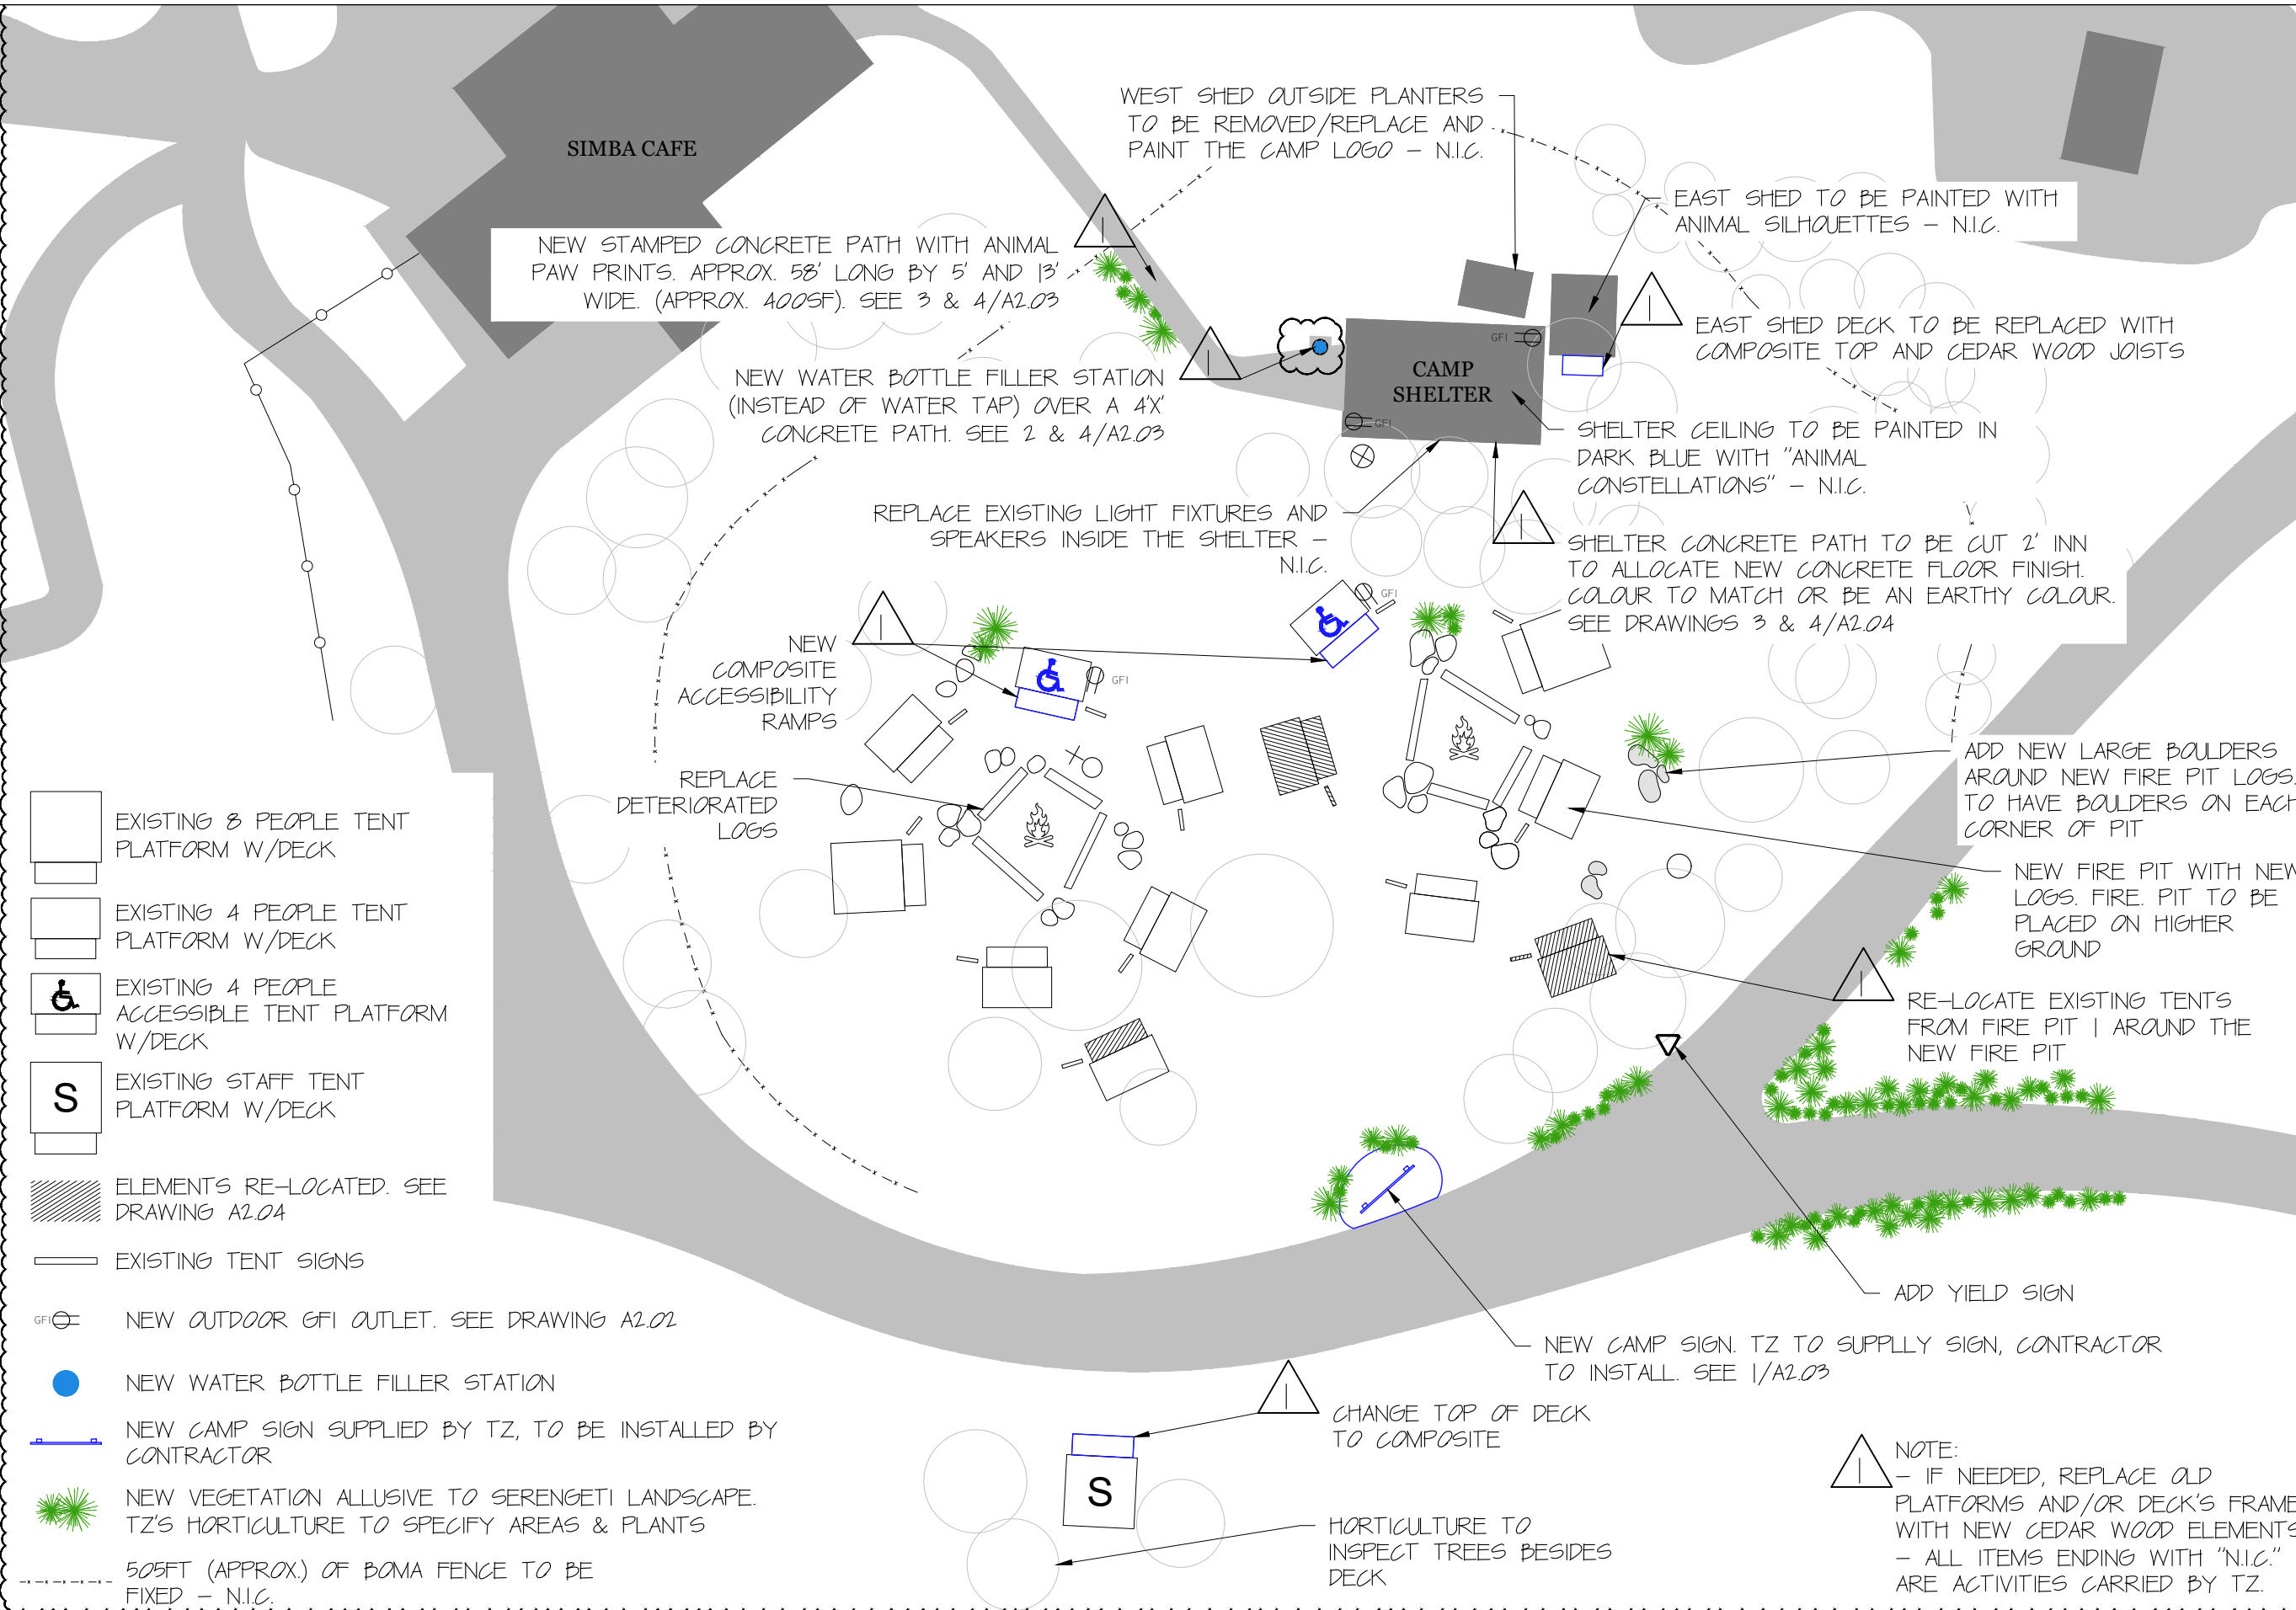 SIMBA CAFE
WEST SHED OUTSIDE PLANTERS
TO BE REMOVED/REPLACE AND
PAINT THE CAMP LOGO – N.I.C.
EAST SHED TO BE PAINTED WITH
ANIMAL SILHOUETTES – N.I.C.
NEW STAMPED CONCRETE PATH WITH ANIMAL
PAW PRINTS. APPROX. 58' LONG BY 5' AND 13'
WIDE. (APPROX. 400SF). SEE 3 & 4/A2.03
1
1
EAST SHED DECK TO BE REPLACED WITH
COMPOSITE TOP AND CEDAR WOOD JOISTS
GFI
CAMP
SHELTER
GFI
1
NEW WATER BOTTLE FILLER STATION
(INSTEAD OF WATER TAP) OVER A 4'X'
CONCRETE PATH. SEE 2 & 4/A2.03
SHELTER CEILING TO BE PAINTED IN
DARK BLUE WITH "ANIMAL
CONSTELLATIONS" – N.I.C.
REPLACE EXISTING LIGHT FIXTURES AND
SPEAKERS INSIDE THE SHELTER –
N.I.C.
1
SHELTER CONCRETE PATH TO BE CUT 2' INN
TO ALLOCATE NEW CONCRETE FLOOR FINISH.
COLOUR TO MATCH OR BE AN EARTHY COLOUR.
SEE DRAWINGS 3 & 4/A2.04
1
NEW
COMPOSITE
ACCESSIBILITY
RAMPS
GFI
GFI
REPLACE
DETERIORATED
LOGS
ADD NEW LARGE BOULDERS
AROUND NEW FIRE PIT LOGS.
TO HAVE BOULDERS ON EACH
CORNER OF PIT
NEW FIRE PIT WITH NEW
LOGS. FIRE. PIT TO BE
PLACED ON HIGHER
GROUND
1
RE-LOCATE EXISTING TENTS
FROM FIRE PIT 1 AROUND THE
NEW FIRE PIT
ADD YIELD SIGN
NEW CAMP SIGN. TZ TO SUPPLLY SIGN, CONTRACTOR
TO INSTALL. SEE 1/A2.03
1
CHANGE TOP OF DECK
TO COMPOSITE
S
HORTICULTURE TO
INSPECT TREES BESIDES
DECK
1
NOTE:
– IF NEEDED, REPLACE OLD
PLATFORMS AND/OR DECK'S FRAME
WITH NEW CEDAR WOOD ELEMENTS
– ALL ITEMS ENDING WITH "N.I.C."
ARE ACTIVITIES CARRIED BY TZ.
EXISTING 8 PEOPLE TENT
PLATFORM W/DECK
EXISTING 4 PEOPLE TENT
PLATFORM W/DECK
EXISTING 4 PEOPLE
ACCESSIBLE TENT PLATFORM
W/DECK
S
EXISTING STAFF TENT
PLATFORM W/DECK
ELEMENTS RE-LOCATED. SEE
DRAWING A2.04
EXISTING TENT SIGNS
GFI
NEW OUTDOOR GFI OUTLET. SEE DRAWING A2.02
NEW WATER BOTTLE FILLER STATION
NEW CAMP SIGN SUPPLIED BY TZ, TO BE INSTALLED BY
CONTRACTOR
NEW VEGETATION ALLUSIVE TO SERENGETI LANDSCAPE.
TZ'S HORTICULTURE TO SPECIFY AREAS & PLANTS
505FT (APPROX.) OF BOMA FENCE TO BE
FIXED – N.I.C.